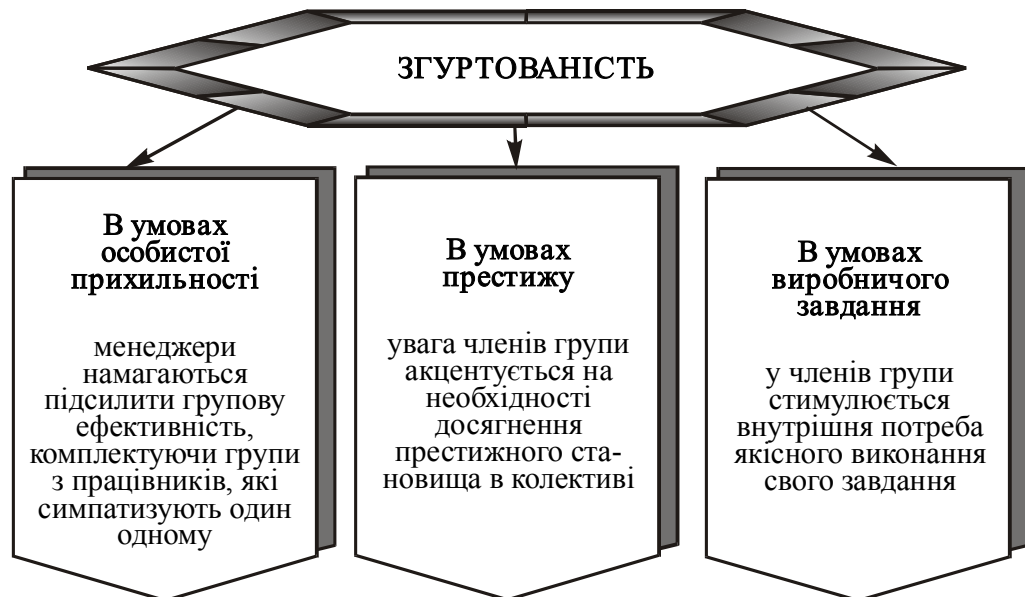 ЗГУРТОВАНІСТЬ
В умовах
особистої
прихильності
менеджери
намагаються
підсилити групову
ефективність,
комплектуючи групи
з працівників, які
симпатизують один
одному
В умовах
престижу
увага членів групи
акцентується на
необхідності
досягнення
престижного ста-
новища в колективі
В умовах
виробничого
завдання
у членів групи
стимулюється
внутрішня потреба
якісного виконання
свого завдання